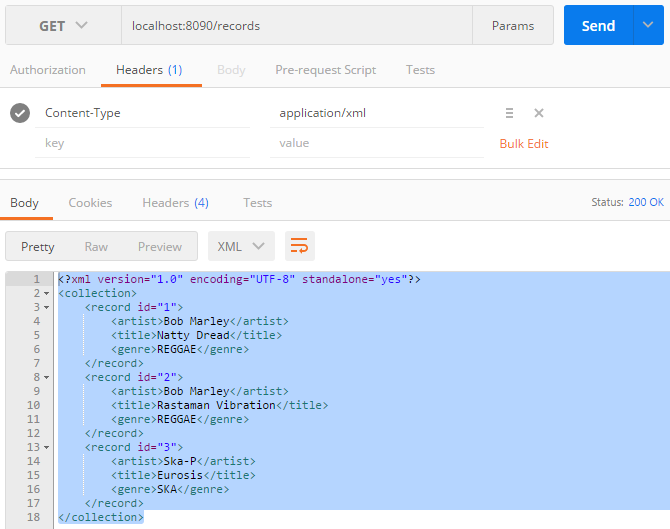 GET localhost:8090/records Params Send
Authorization Headers (1) Body Pre-request Script Tests
Content-Type application/xml
key value Bulk Edit
Body Cookies Headers (4) Tests Status: 200 OK
Pretty Raw Preview XML
1 <?xml version="1.0" encoding="UTF-8" standalone="yes"?>
2 <collection>
3 <record id="1">
4 <artist>Bob Marley</artist>
5 <title>Natty Dread</title>
6 <genre>REGGAE</genre>
7 </record>
8 <record id="2">
9 <artist>Bob Marley</artist>
10 <title>Rastaman Vibration</title>
11 <genre>REGGAE</genre>
12 </record>
13 <record id="3">
14 <artist>Ska-P</artist>
15 <title>Eurosis</title>
16 <genre>SKA</genre>
17 </record>
18 </collection>